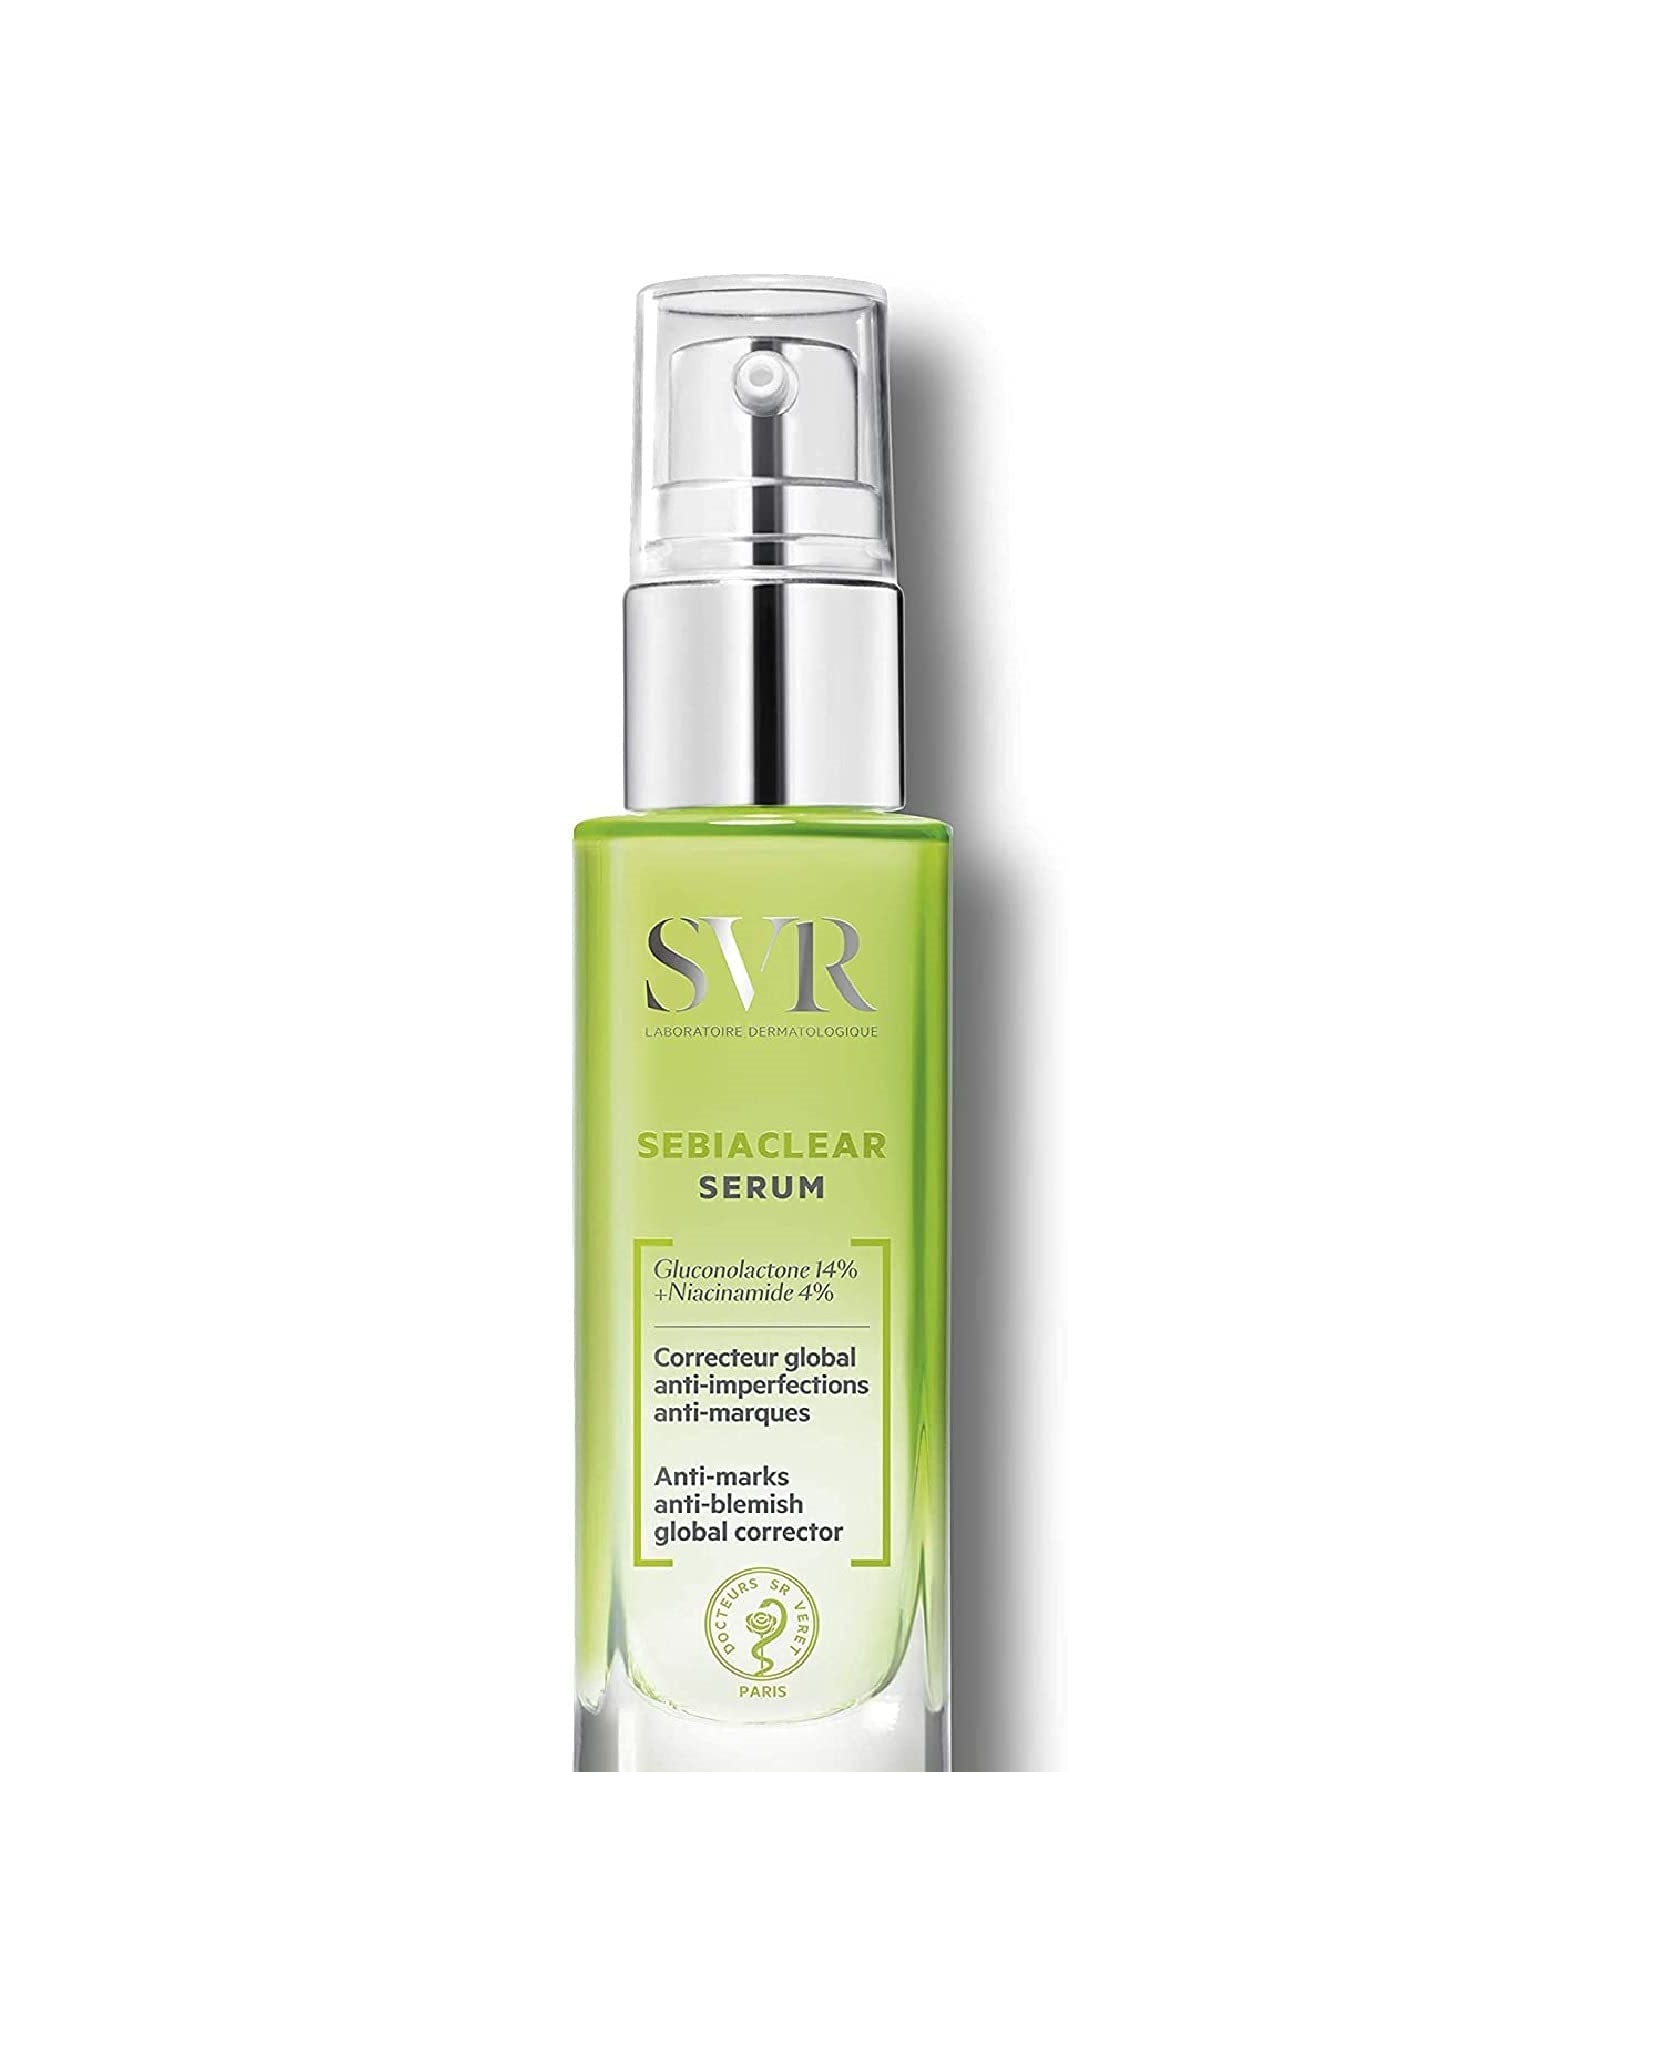 SVR
LABORATOIRE DERMATOLOGIQUE
SEBIACLEAR
SERUM
Gluconolactone 14%
+Niacinamide 4%
Correcteur global
anti-imperfections
anti-marques
Anti-marks
anti-blemish
global corrector
DOCTEURS SR VERET
PARIS